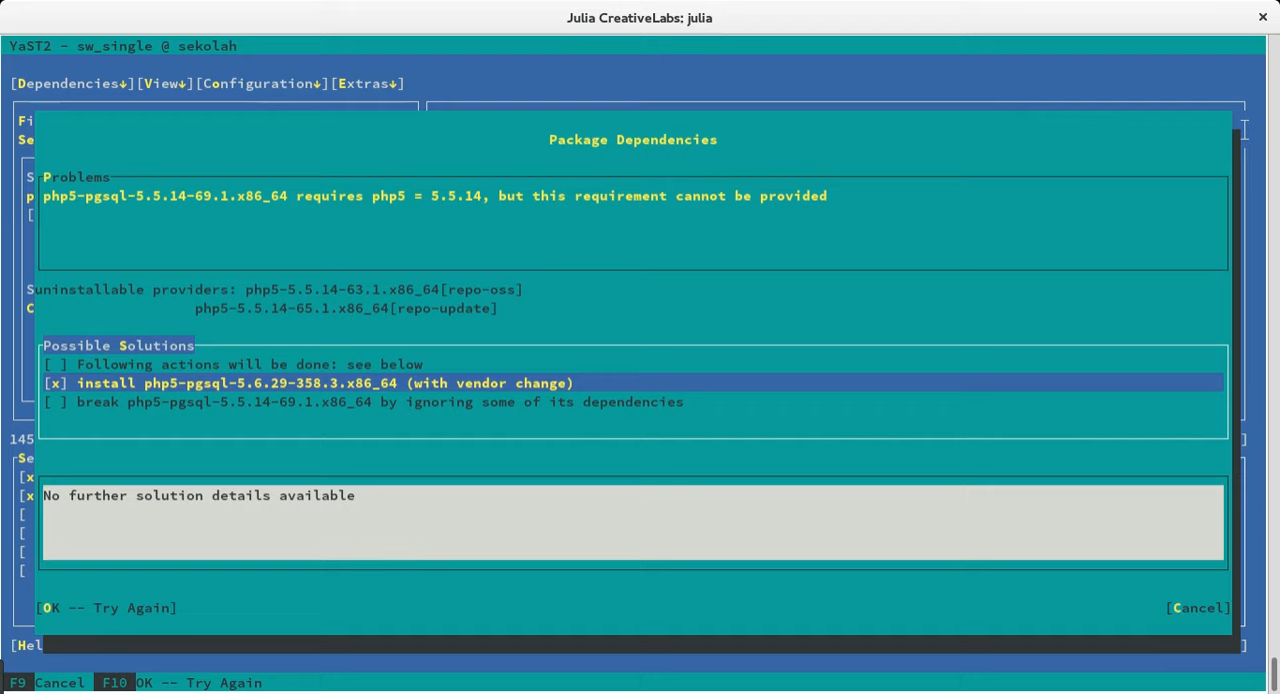 Julia CreativeLabs: julia
YaST2 - sw_single @ sekolah
[Dependencies↓][View↓][Configuration↓][Extras↓]
Fi
Se
Package Dependencies
S
Problems
p
php5-pgsql-5.5.14-69.1.x86_64 requires php5 = 5.5.14, but this requirement cannot be provided
[
S
uninstallable providers: php5-5.5.14-63.1.x86_64[repo-oss]
C
php5-5.5.14-65.1.x86_64[repo-update]
Possible Solutions
[ ] Following actions will be done: see below
[x] install php5-pgsql-5.6.29-358.3.x86_64 (with vendor change)
[ ] break php5-pgsql-5.5.14-69.1.x86_64 by ignoring some of its dependencies
145
]
Se
[x
[x
No further solution details available
[
[
[
[
[OK -- Try Again]
[Cancel]
[Hel
]
F9 Cancel F10 OK -- Try Again